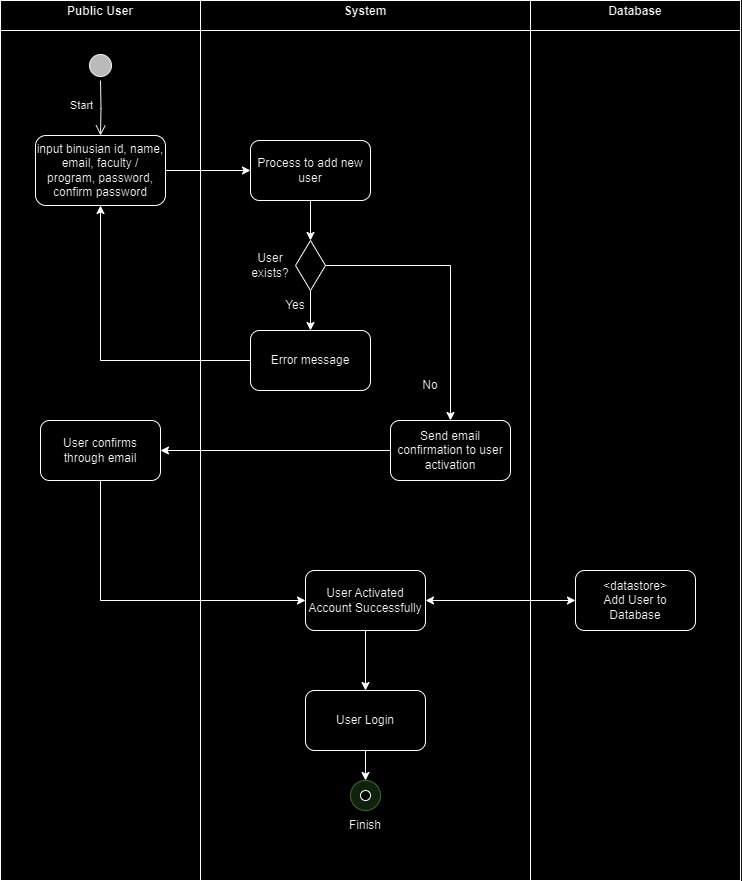 Public User
System
Database
Start
input binusian id, name,
email, faculty /
program, password,
confirm password
Process to add new
user
User
exists?
Yes
Error message
No
User confirms
through email
Send email
confirmation to user
activation
User Activated
Account Successfully
<datastore>
Add User to
Database
User Login
Finish